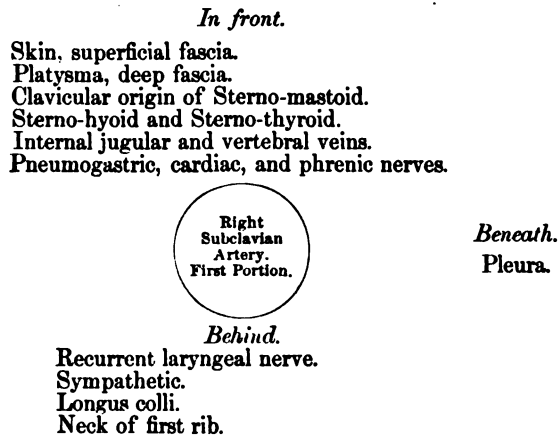 In front.
Skin, superficial fascia.
Platysma, deep fascia.
Clavicular origin of Sterno-mastoid.
Sterno-hyoid and Sterno-thyroid.
Internal jugular and vertebral veins.
Pneumogastric, cardiac, and phrenic nerves.
Right
Subclavian
Artery.
First Portion.
Beneath.
Pleura.
Behind.
Recurrent laryngeal nerve.
Sympathetic.
Longus colli.
Neck of first rib.